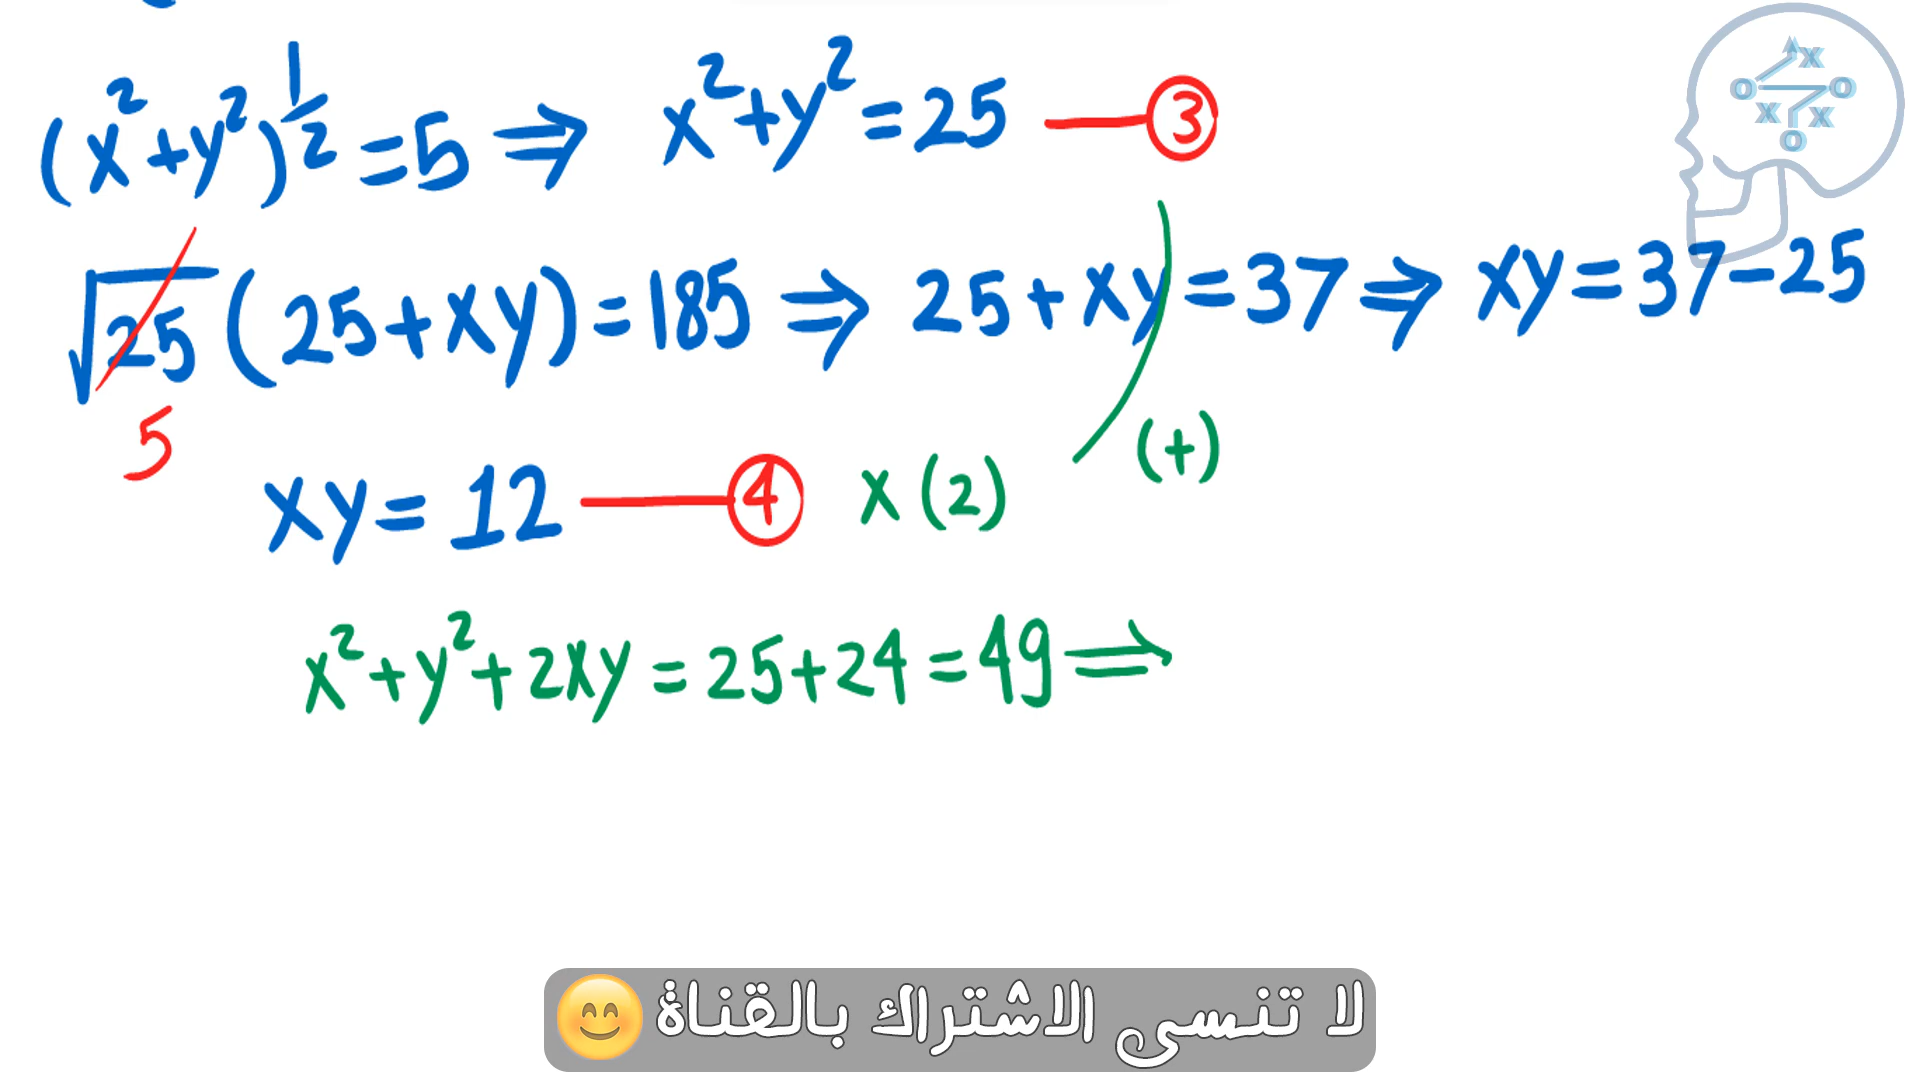 (x²+y²)^½ = 5 ⇒ x²+y² = 25 — ③
√25 (25+xy) = 185 ⇒ 25+xy = 37 ⇒ xy = 37-25
5
(+)
xy = 12 — ④ x (2)
x²+y²+2xy = 25+24 = 49 ⇒
لا تنسى الاشتراك بالقناة 😊